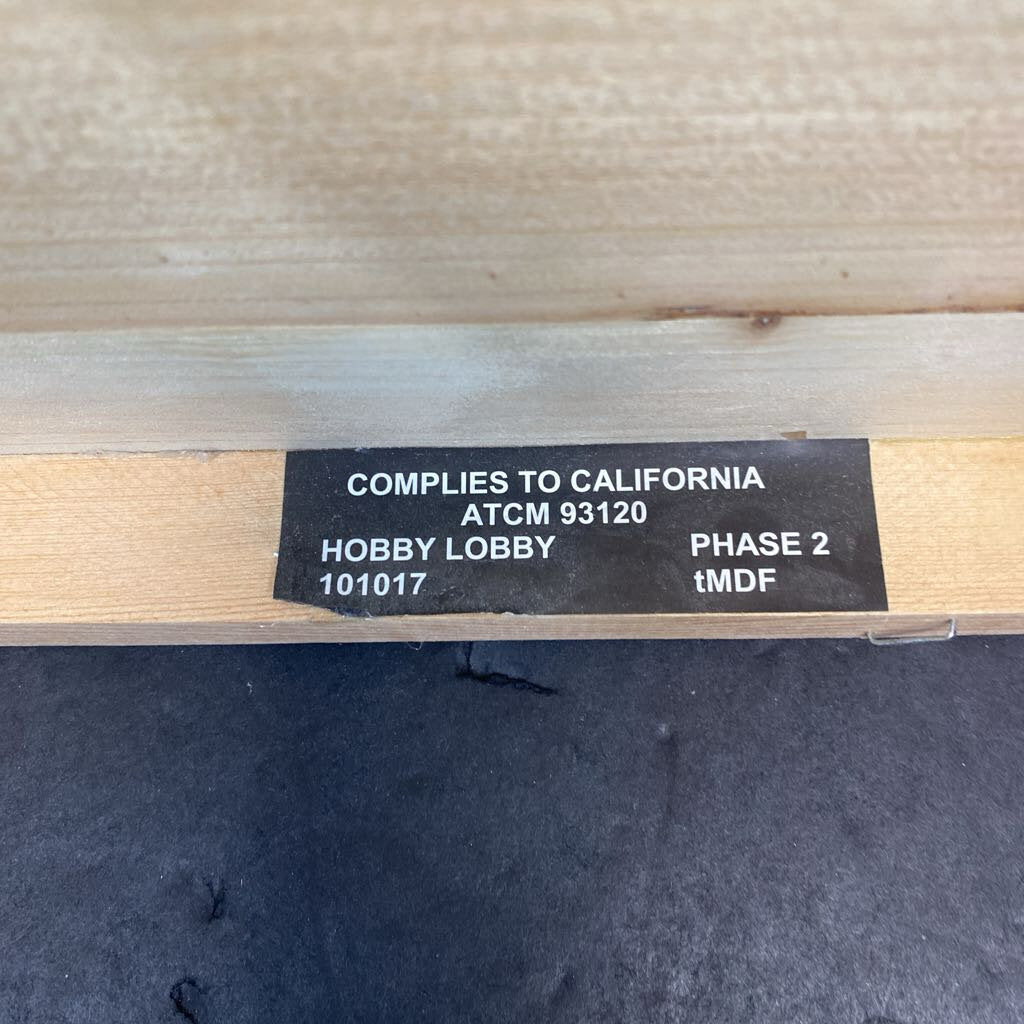 COMPLIES TO CALIFORNIA
ATCM 93120
HOBBY LOBBY PHASE 2
101017 tMDF